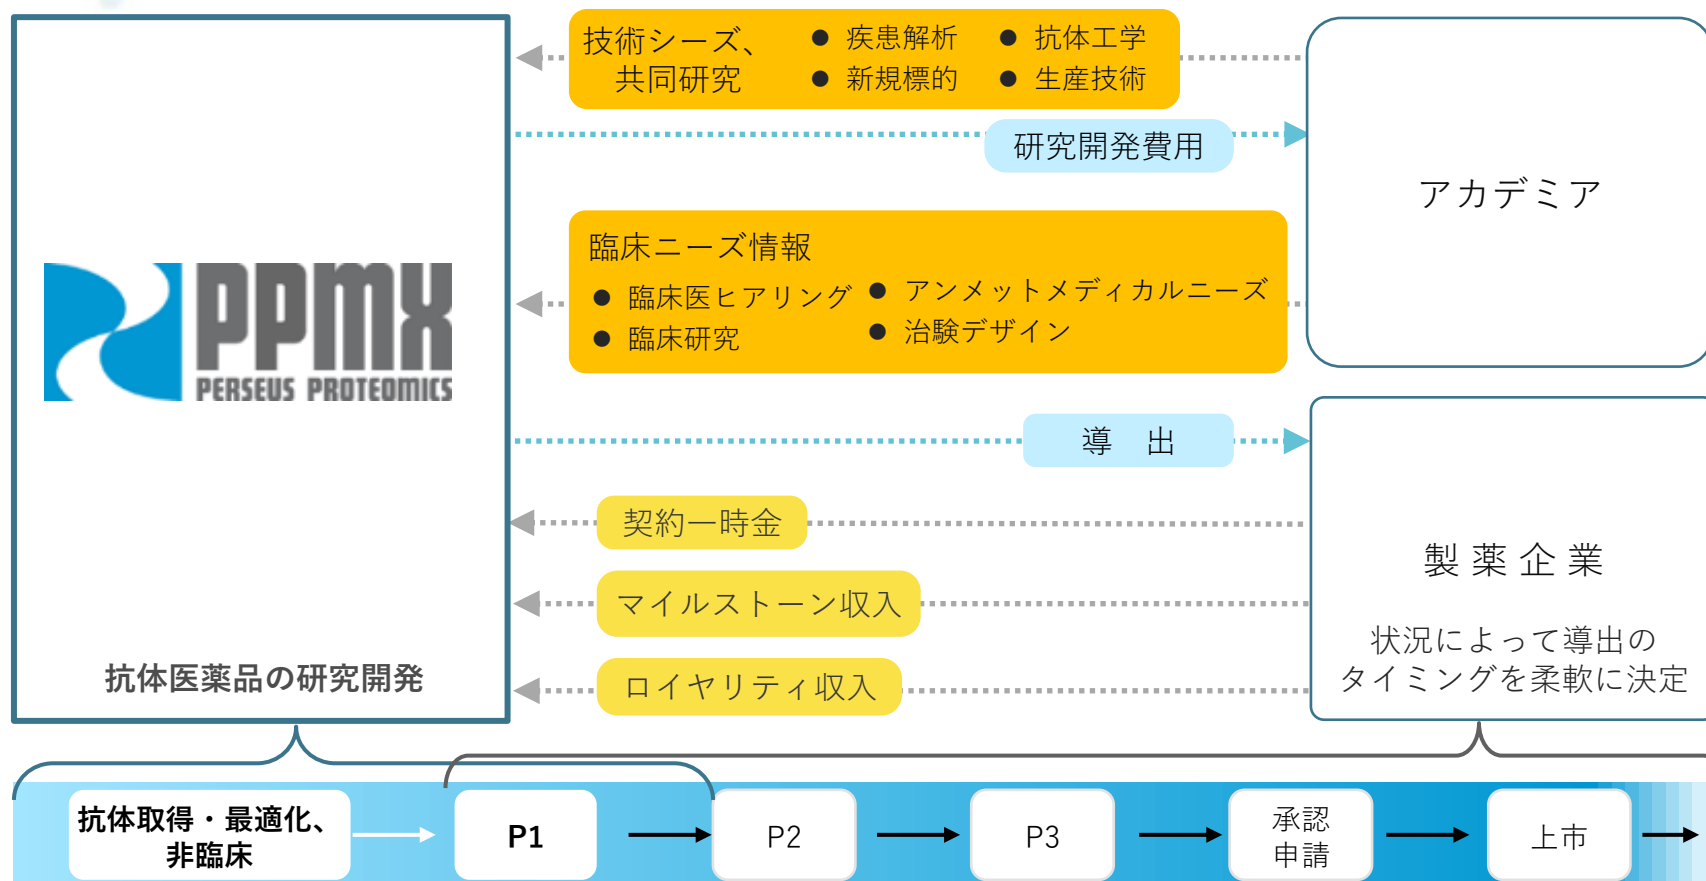 技術シーズ、
共同研究
● 疾患解析
● 抗体工学
● 新規標的
● 生産技術
研究開発費用
アカデミア
臨床ニーズ情報
● 臨床医ヒアリング
● アンメットメディカルニーズ
● 臨床研究
● 治験デザイン
PPMX
PERSEUS PROTEOMICS
抗体医薬品の研究開発
導 出
契約一時金
マイルストーン収入
ロイヤリティ収入
製薬企業
状況によって導出の
タイミングを柔軟に決定
抗体取得・最適化、
非臨床
P1
P2
P3
承認
申請
上市